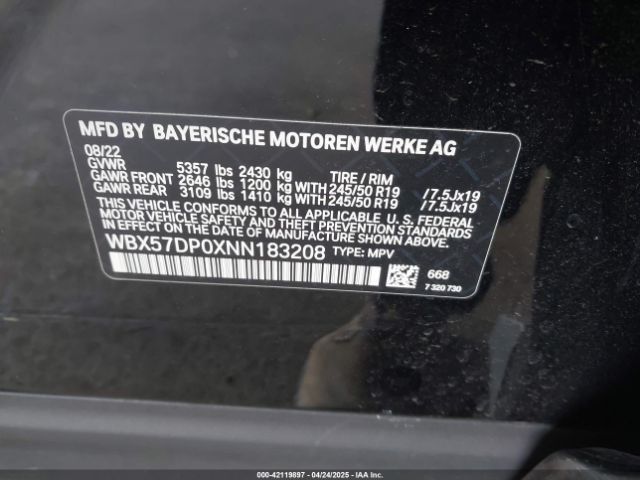 MFD BY BAYERISCHE MOTOREN WERKE AG
08/22
GVWR 5357 lbs 2430 kg TIRE / RIM
GAWR FRONT 2646 lbs 1200 kg WITH 245/50 R19 /7.5Jx19
GAWR REAR 3109 lbs 1410 kg WITH 245/50 R19 /7.5Jx19
THIS VEHICLE CONFORMS TO ALL APPLICABLE U. S. FEDERAL
MOTOR VEHICLE SAFETY AND THEFT PREVENTION STANDARDS
IN EFFECT ON THE DATE OF MANUFACTURE SHOWN ABOVE.
WBX57DP0XNN183208 TYPE: MPV
668
7 320 730
000-42119897 - 04/24/2025 - IAAI.COM